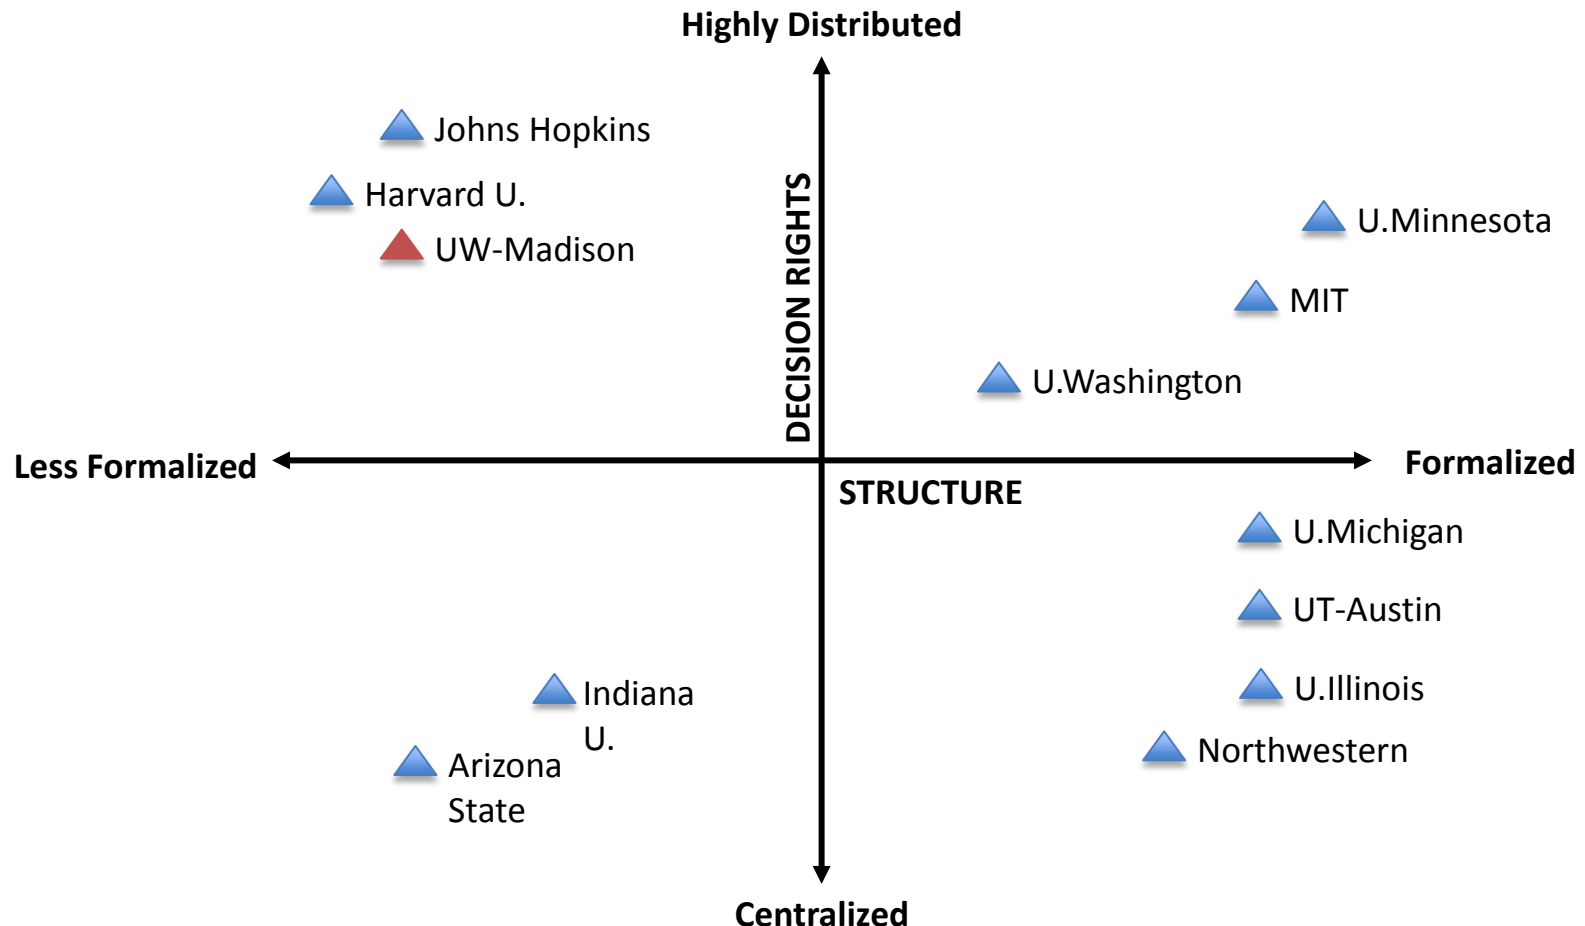 Highly Distributed
Johns Hopkins
Harvard U.
UW-Madison
DECISION RIGHTS
U.Minnesota
MIT
U.Washington
Less Formalized
Formalized
STRUCTURE
U.Michigan
UT-Austin
U.Illinois
Northwestern
Indiana
U.
Arizona
State
Centralized